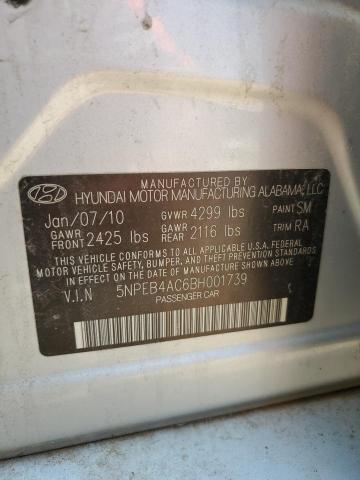 MANUFACTURED BY
HYUNDAI MOTOR MANUFACTURING ALABAMA, LLC
Jan/07/10 GVWR 4299 lbs PAINT SM
GAWR FRONT 2425 lbs GAWR REAR 2116 lbs TRIM RA
THIS VEHICLE CONFORMS TO ALL APPLICABLE U.S.A. FEDERAL
MOTOR VEHICLE SAFETY, BUMPER, AND THEFT PREVENTION
STANDARDS IN EFFECT ON THE DATE OF MANUFACTURE SHOWN ABOVE.
V.I.N 5NPEB4AC6BH001739
PASSENGER CAR